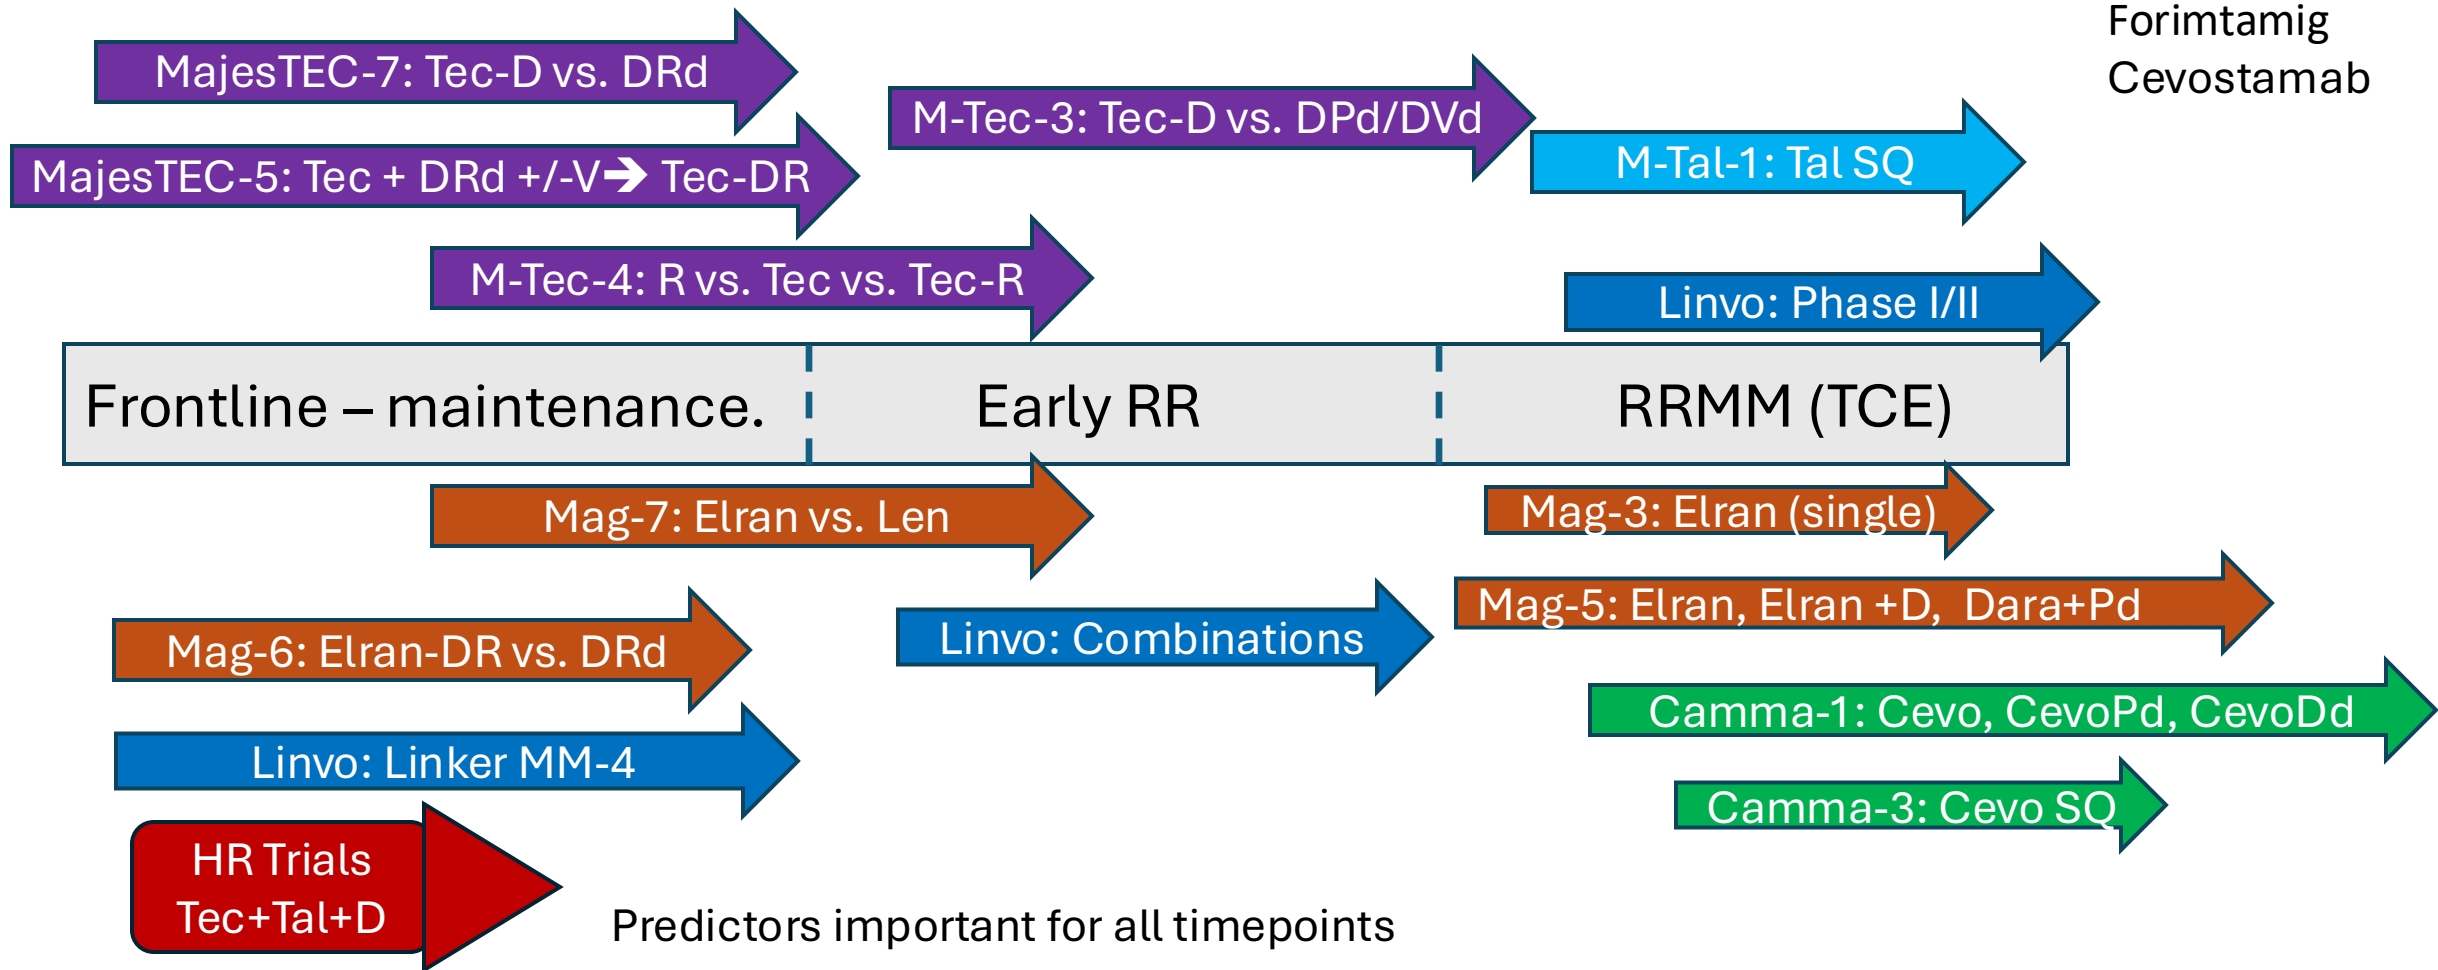 Forimtamig
Cevostamab
MajesTEC-7: Tec-D vs. DRd
M-Tec-3: Tec-D vs. DPd/DVd
M-Tal-1: Tal SQ
MajesTEC-5: Tec + DRd +/-V➔ Tec-DR
M-Tec-4: R vs. Tec vs. Tec-R
Linvo: Phase I/II
Frontline – maintenance.
Early RR
RRMM (TCE)
Mag-7: Elran vs. Len
Mag-3: Elran (single)
Mag-5: Elran, Elran +D, Dara+Pd
Mag-6: Elran-DR vs. DRd
Linvo: Combinations
Camma-1: Cevo, CevoPd, CevoDd
Linvo: Linker MM-4
Camma-3: Cevo SQ
HR Trials
Tec+Tal+D
Predictors important for all timepoints